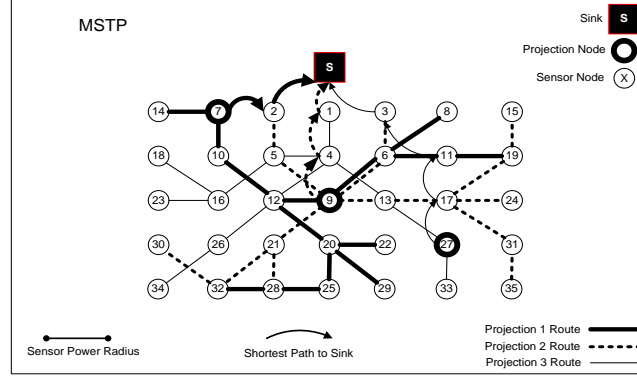 MSTP
Sink S
Projection Node
Sensor Node X
S
14 7 2 1 3 8 15
18 10 5 4 6 11 19
23 16 12 9 13 17 24
30 26 21 20 22 27 31
34 32 28 25 29 33 35
Sensor Power Radius
Shortest Path to Sink
Projection 1 Route
Projection 2 Route
Projection 3 Route